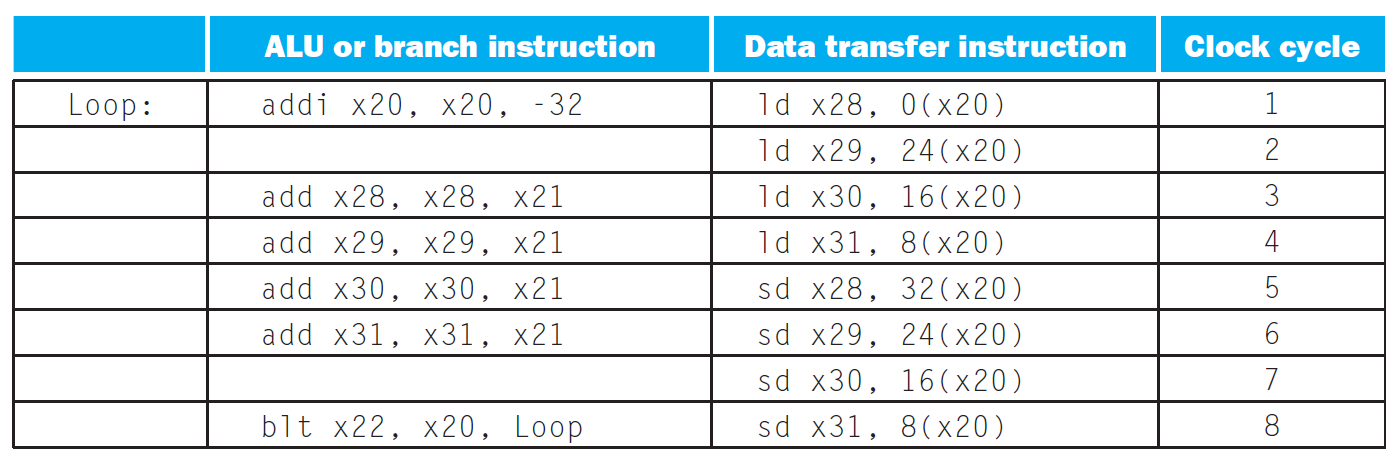 ALU or branch instruction Data transfer instruction Clock cycle
Loop: addi x20, x20, -32 ld x28, 0(x20) 1
ld x29, 24(x20) 2
add x28, x28, x21 ld x30, 16(x20) 3
add x29, x29, x21 ld x31, 8(x20) 4
add x30, x30, x21 sd x28, 32(x20) 5
add x31, x31, x21 sd x29, 24(x20) 6
sd x30, 16(x20) 7
blt x22, x20, Loop sd x31, 8(x20) 8